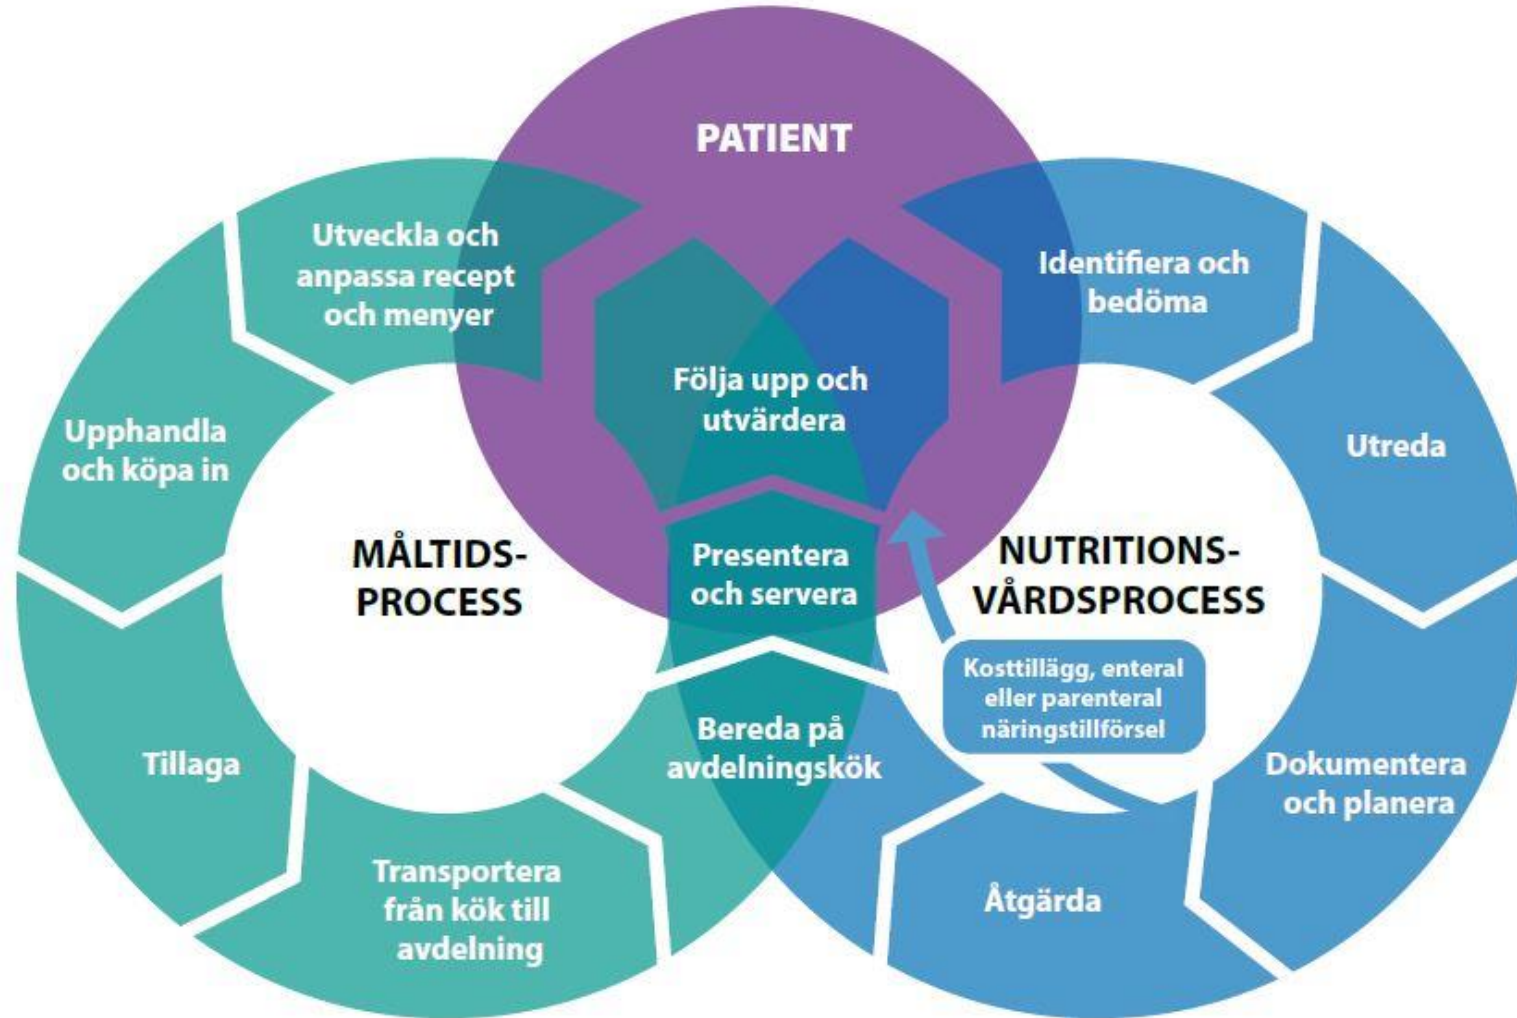 PATIENT
Utveckla och
anpassa recept
och menyer
Identifiera och
bedöma
Följa upp och
utvärdera
Upphandla
och köpa in
Utreda
MÅLTIDS-
PROCESS
Presentera
och servera
NUTRITIONS-
VÅRDSPROCESS
Kosttillägg, enteral
eller parenteral
näringstillförsel
Tillaga
Bereda på
avdelningskök
Dokumentera
och planera
Transportera
från kök till
avdelning
Åtgärda